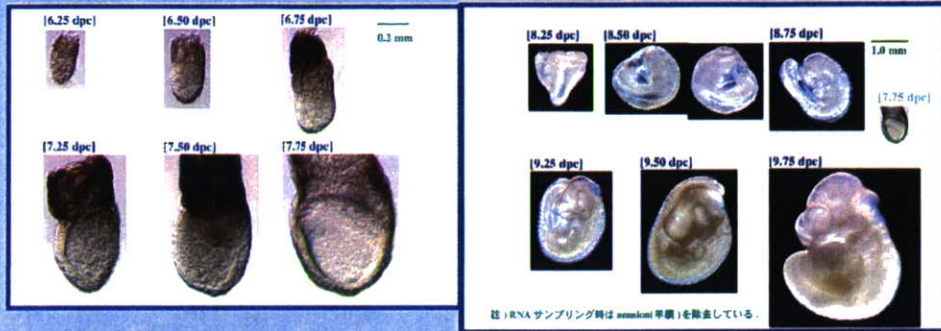 [6.25 dpc]
[6.50 dpc]
[6.75 dpc]
0.2 mm
[7.25 dpc]
[7.50 dpc]
[7.75 dpc]
[8.25 dpc]
[8.50 dpc]
[8.75 dpc]
1.0 mm
[7.75 dpc]
[9.25 dpc]
[9.50 dpc]
[9.75 dpc]
註)RNA サンプリング時は amnion(羊膜)を除去している.